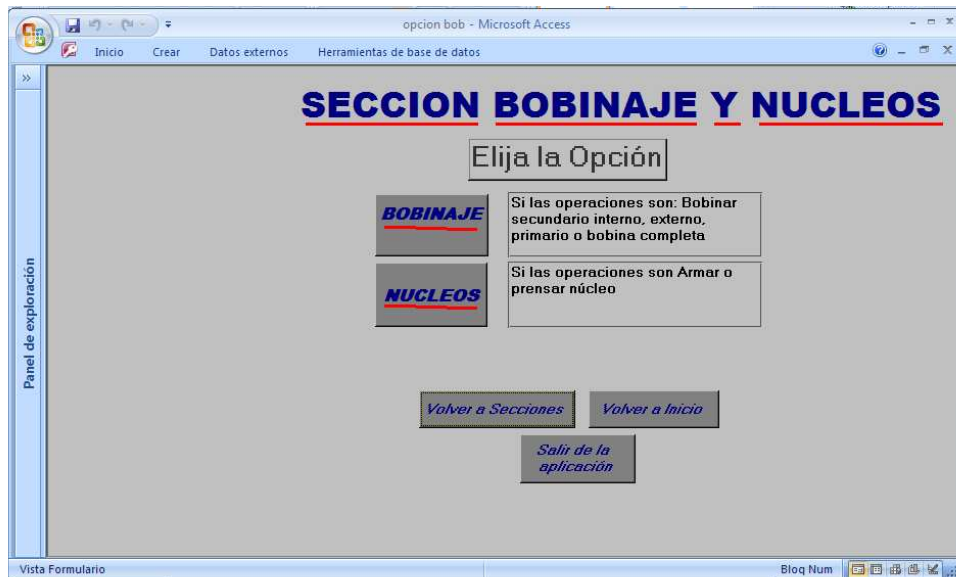 opcion bob - Microsoft Access
Inicio Crear Datos externos Herramientas de base de datos
»
Panel de exploración
SECCION BOBINAJE Y NUCLEOS
Elija la Opción
BOBINAJE
Si las operaciones son: Bobinar
secundario interno, externo,
primario o bobina completa
NUCLEOS
Si las operaciones son Armar o
prensar núcleo
Volver a Secciones
Volver a Inicio
Salir de la
aplicación
Vista Formulario
Bloq Num